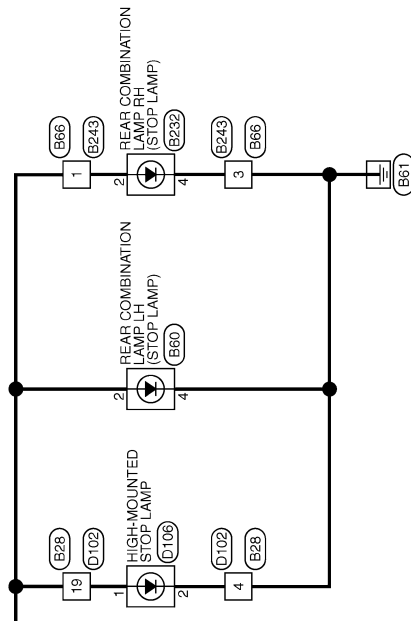 B66
B243
1
2
REAR COMBINATION
LAMP RH
(STOP LAMP)
B232
4
B243
B66
3
B61
2
REAR COMBINATION
LAMP LH
(STOP LAMP)
B60
4
B28
D102
19
1
HIGH-MOUNTED
STOP LAMP
D106
2
D102
B28
4